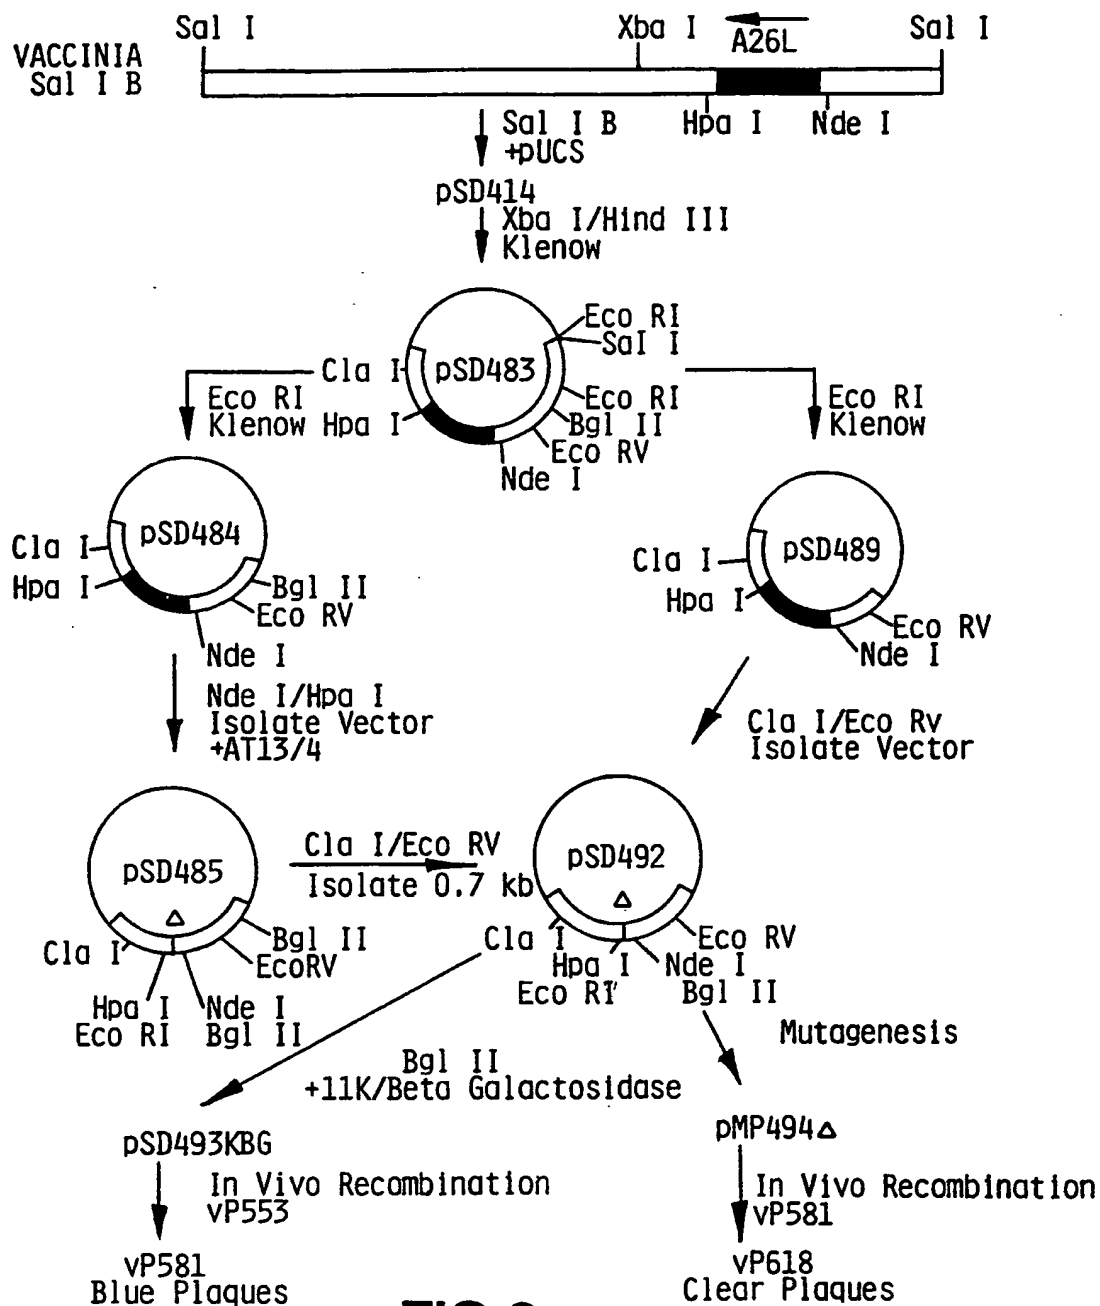 Sal I
Xba I
A26L
Sal I
VACCINIA
Sal I B
Hpa I
Nde I
Sal I B
+pUCS
pSD414
Xba I/Hind III
Klenow
Eco RI
SaI I
Cla I
pSD483
Eco RI
Klenow
Hpa I
Eco RI
Bgl II
Eco RV
Nde I
Eco RI
Klenow
pSD484
Cla I
Hpa I
Bgl II
Eco RV
Nde I
pSD489
Cla I
Hpa I
Eco RV
Nde I
Nde I/Hpa I
Isolate Vector
+AT13/4
Cla I/Eco Rv
Isolate Vector
pSD485
Δ
Cla I
Bgl II
EcoRV
Hpa I
Nde I
Eco RI
Bgl II
Cla I/Eco RV
Isolate 0.7 kb
pSD492
Δ
Cla I
Eco RV
Hpa I
Nde I
Eco RI
Bgl II
Mutagenesis
Bgl II
+11K/Beta Galactosidase
pSD493KBG
pMP494Δ
In Vivo Recombination
vP553
In Vivo Recombination
vP581
vP581
Blue Plaques
vP618
Clear Plaques